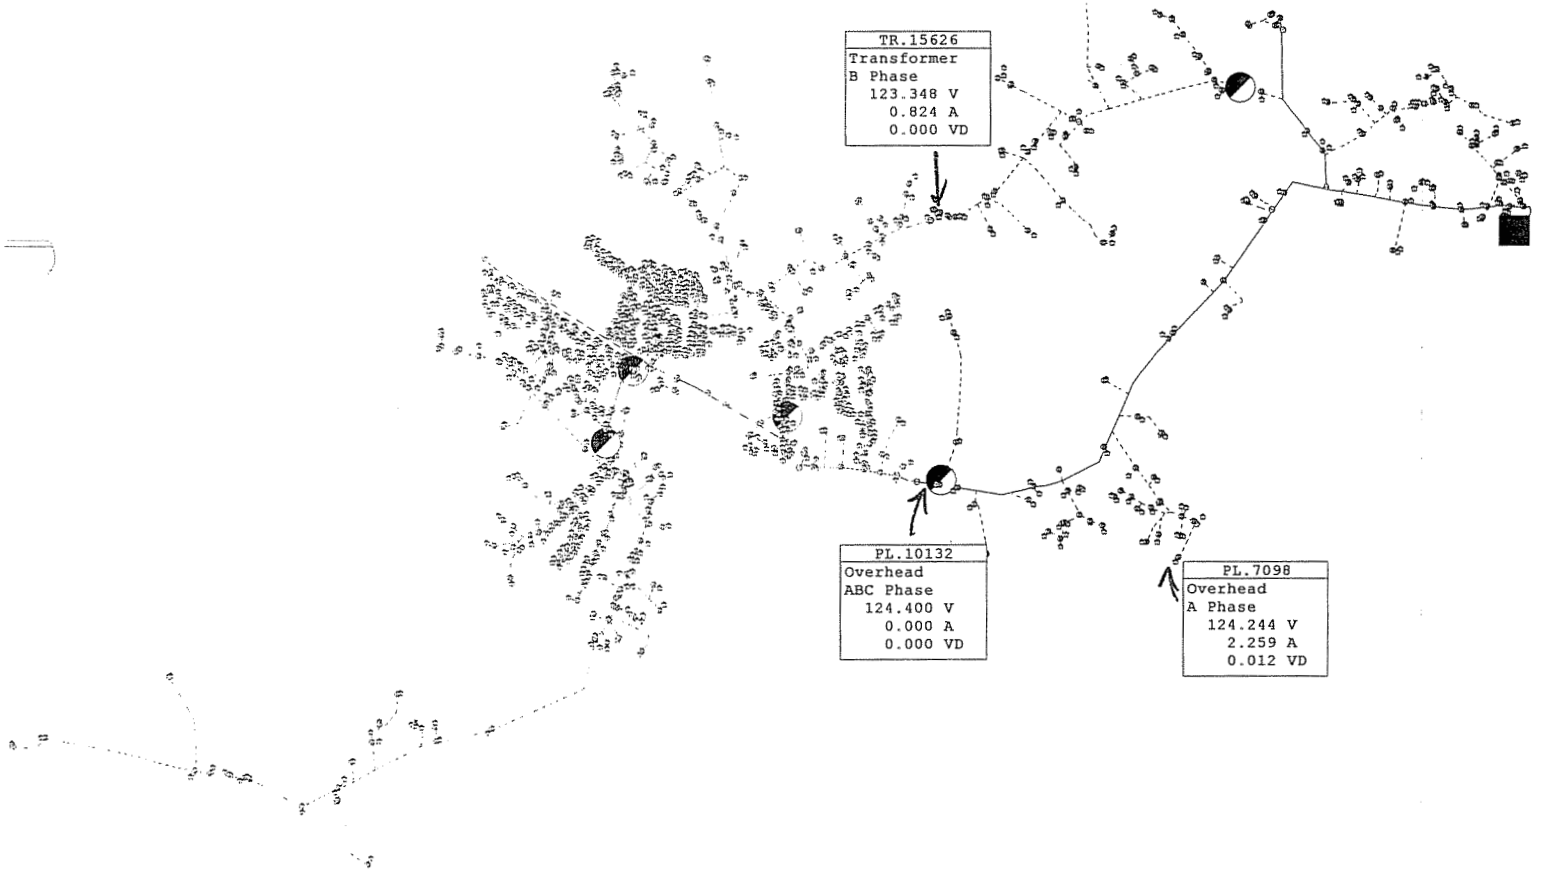 TR.15626
Transformer
B Phase
123.348 V
0.824 A
0.000 VD
PL.10132
Overhead
ABC Phase
124.400 V
0.000 A
0.000 VD
PL.7098
Overhead
A Phase
124.244 V
2.259 A
0.012 VD